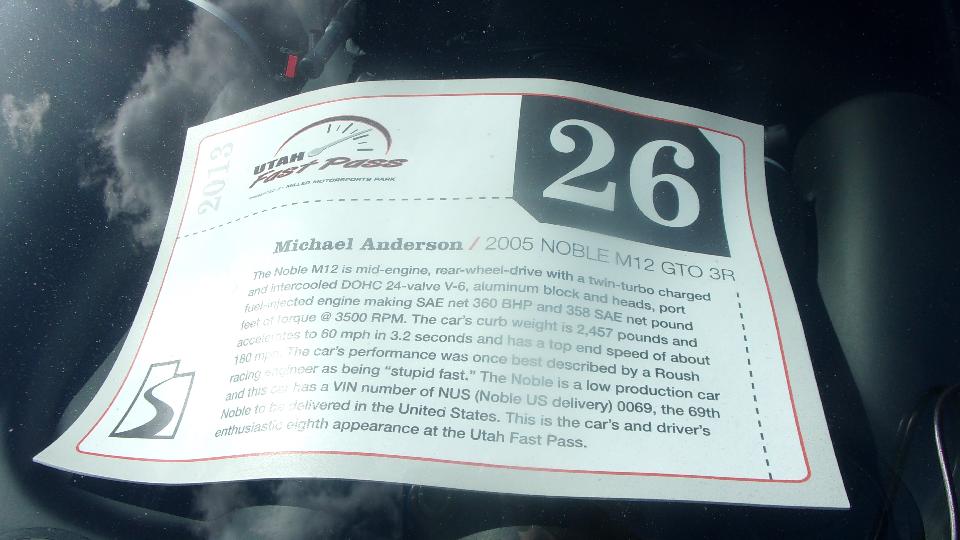 2013
UTAH
Fast Pass
MILLER MOTORSPORTS PARK
26
Michael Anderson / 2005 NOBLE M12 GTO 3R
The Noble M12 is mid-engine, rear-wheel-drive with a twin-turbo charged
and intercooled DOHC 24-valve V-6, aluminum block and heads, port
fuel-injected engine making SAE net 360 BHP and 358 SAE net pound
feet of torque @ 3500 RPM. The car's curb weight is 2,457 pounds and
accelerates to 60 mph in 3.2 seconds and has a top end speed of about
180 mph. The car's performance was once best described by a Roush
racing engineer as being “stupid fast.” The Noble is a low production car
and this car has a VIN number of NUS (Noble US delivery) 0069, the 69th
Noble to be delivered in the United States. This is the car's and driver's
enthusiastic eighth appearance at the Utah Fast Pass.